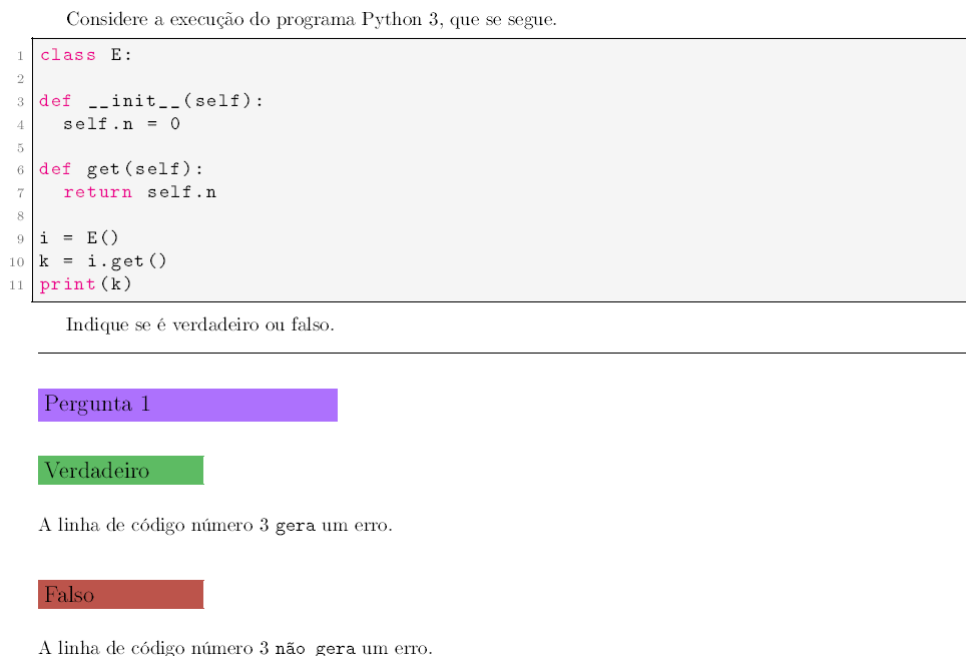 Considere a execução do programa Python 3, que se segue.
1 class E:
2
3 def __init__(self):
4   self.n = 0
5
6 def get(self):
7   return self.n
8
9 i = E()
10 k = i.get()
11 print(k)
Indique se é verdadeiro ou falso.
Pergunta 1
Verdadeiro
A linha de código número 3 gera um erro.
Falso
A linha de código número 3 não gera um erro.